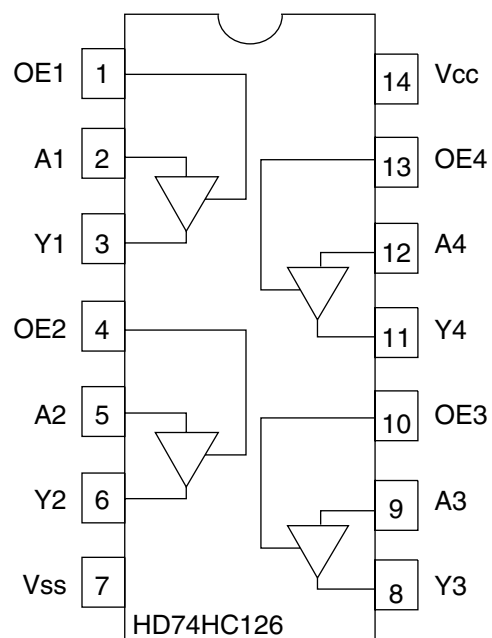 OE1 1
14 Vcc
A1 2
13 OE4
Y1 3
12 A4
OE2 4
11 Y4
A2 5
10 OE3
Y2 6
9 A3
Vss 7
8 Y3
HD74HC126